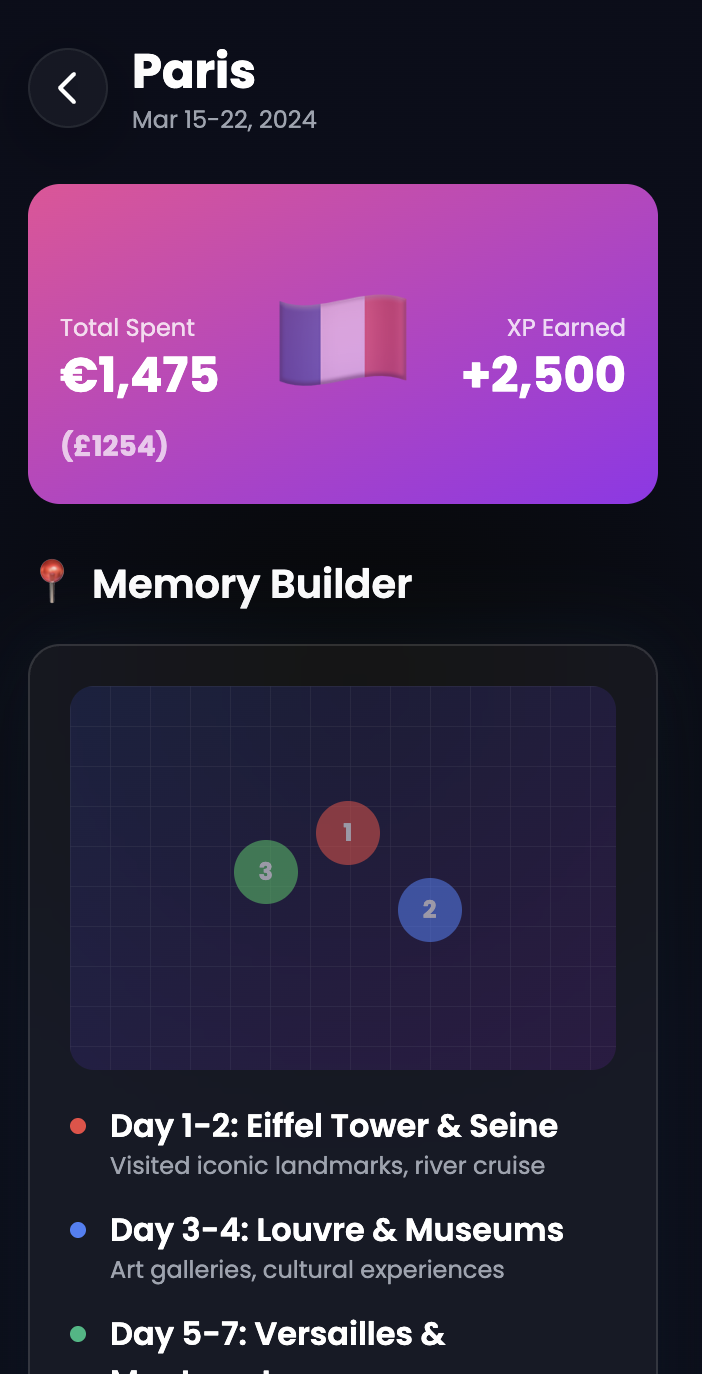 Paris
Mar 15-22, 2024
Total Spent
XP Earned
€1,475
+2,500
(£1254)
Memory Builder
1
3
2
Day 1-2: Eiffel Tower & Seine
Visited iconic landmarks, river cruise
Day 3-4: Louvre & Museums
Art galleries, cultural experiences
Day 5-7: Versailles &